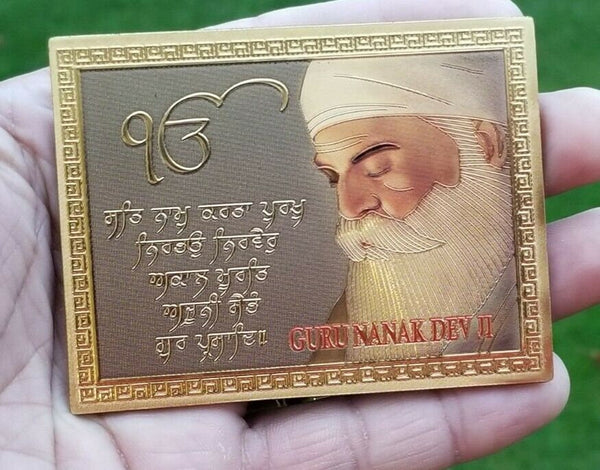 ੴ
ਸਤਿ ਨਾਮੁ ਕਰਤਾ ਪੁਰਖੁ
ਨਿਰਭਉ ਨਿਰਵੈਰੁ
ਅਕਾਲ ਮੂਰਤਿ
ਅਜੂਨੀ ਸੈਭੰ
ਗੁਰ ਪ੍ਰਸਾਦਿ॥
GURU NANAK DEV JI